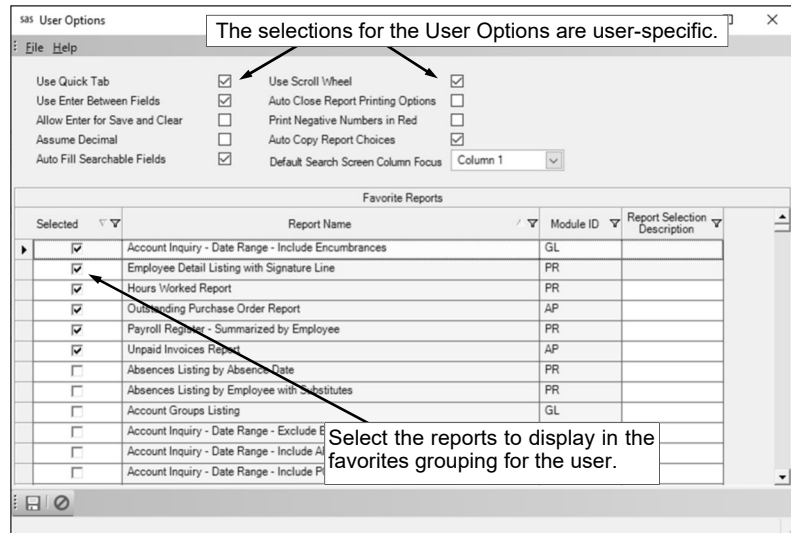 sas User Options
The selections for the User Options are user-specific.
File Help
Use Quick Tab
Use Scroll Wheel
Use Enter Between Fields
Auto Close Report Printing Options
Allow Enter for Save and Clear
Print Negative Numbers in Red
Assume Decimal
Auto Copy Report Choices
Auto Fill Searchable Fields
Default Search Screen Column Focus Column 1
Favorite Reports
Selected Report Name Module ID Report Selection
Description
Account Inquiry - Date Range - Include Encumbrances GL
Employee Detail Listing with Signature Line PR
Hours Worked Report PR
Outstanding Purchase Order Report AP
Payroll Register - Summarized by Employee PR
Unpaid Invoices Report AP
Absences Listing by Absence Date PR
Absences Listing by Employee with Substitutes PR
Account Groups Listing GL
Account Inquiry - Date Range - Exclude
Account Inquiry - Date Range - Include
Account Inquiry - Date Range - Include
Select the reports to display in the
favorites grouping for the user.